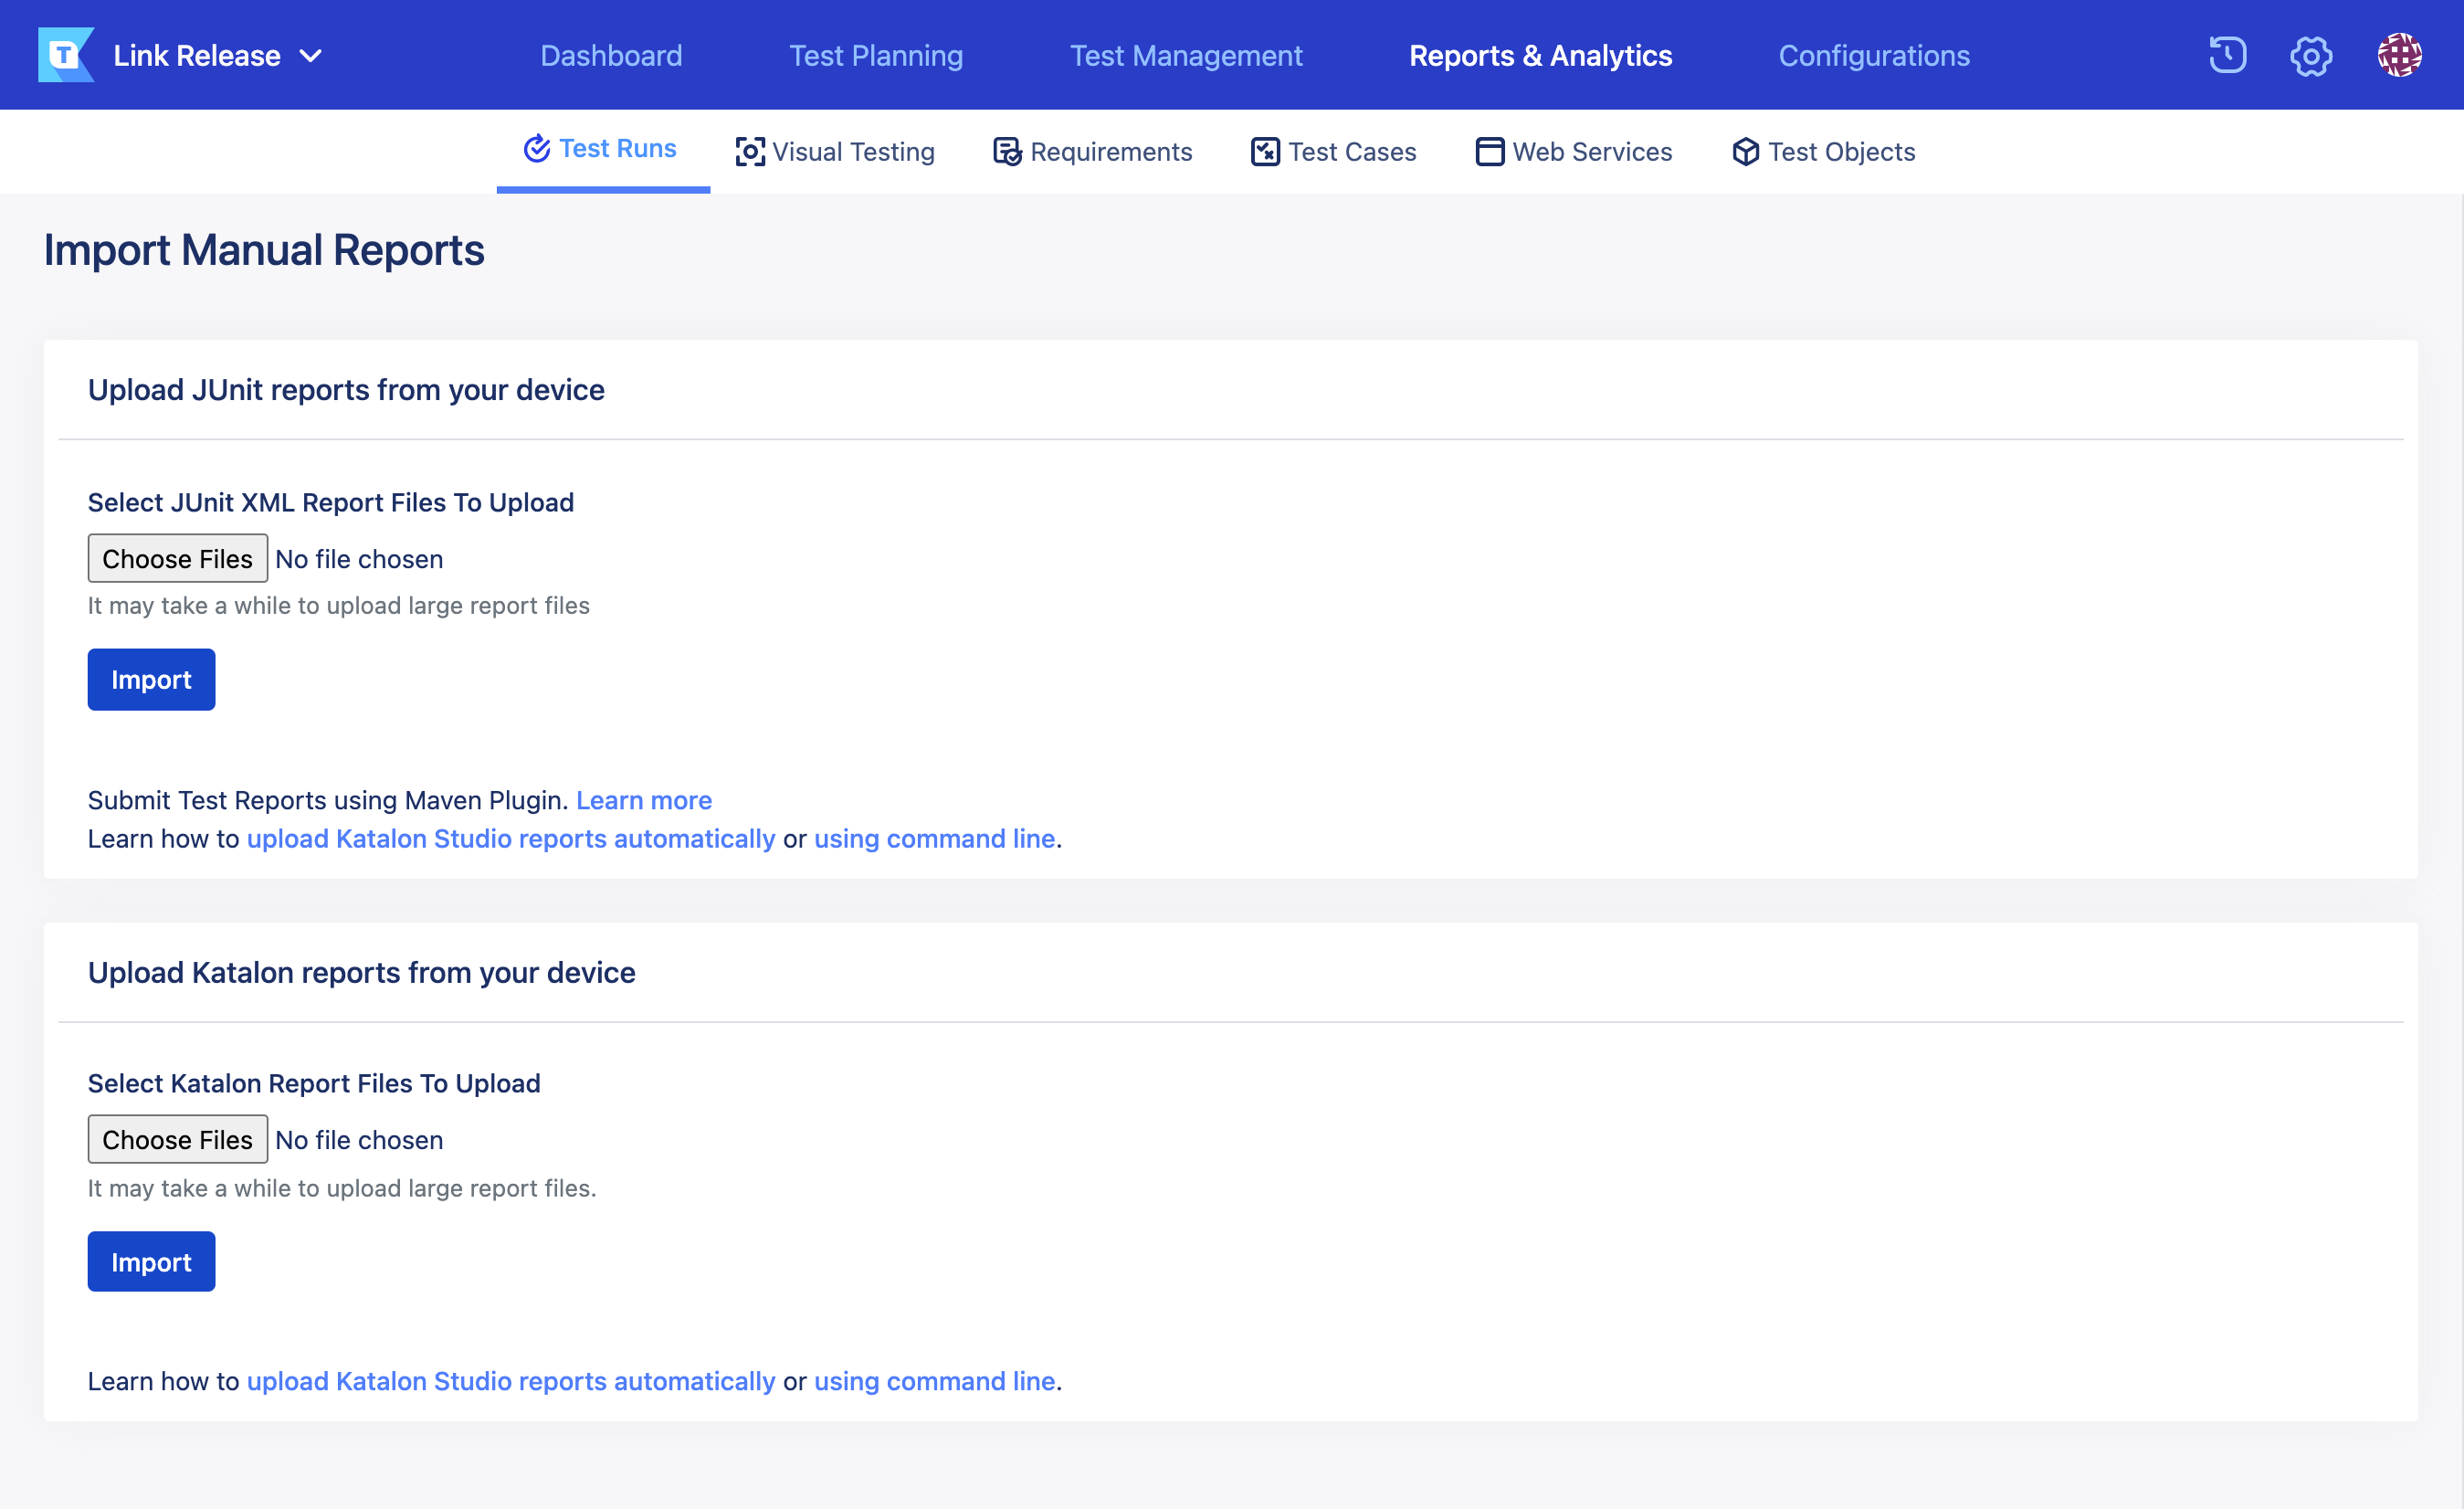 T Link Release
Dashboard Test Planning Test Management Reports & Analytics Configurations
Test Runs Visual Testing Requirements Test Cases Web Services Test Objects
Import Manual Reports
Upload JUnit reports from your device
Select JUnit XML Report Files To Upload
Choose Files No file chosen
It may take a while to upload large report files
Import
Submit Test Reports using Maven Plugin. Learn more
Learn how to upload Katalon Studio reports automatically or using command line.
Upload Katalon reports from your device
Select Katalon Report Files To Upload
Choose Files No file chosen
It may take a while to upload large report files.
Import
Learn how to upload Katalon Studio reports automatically or using command line.